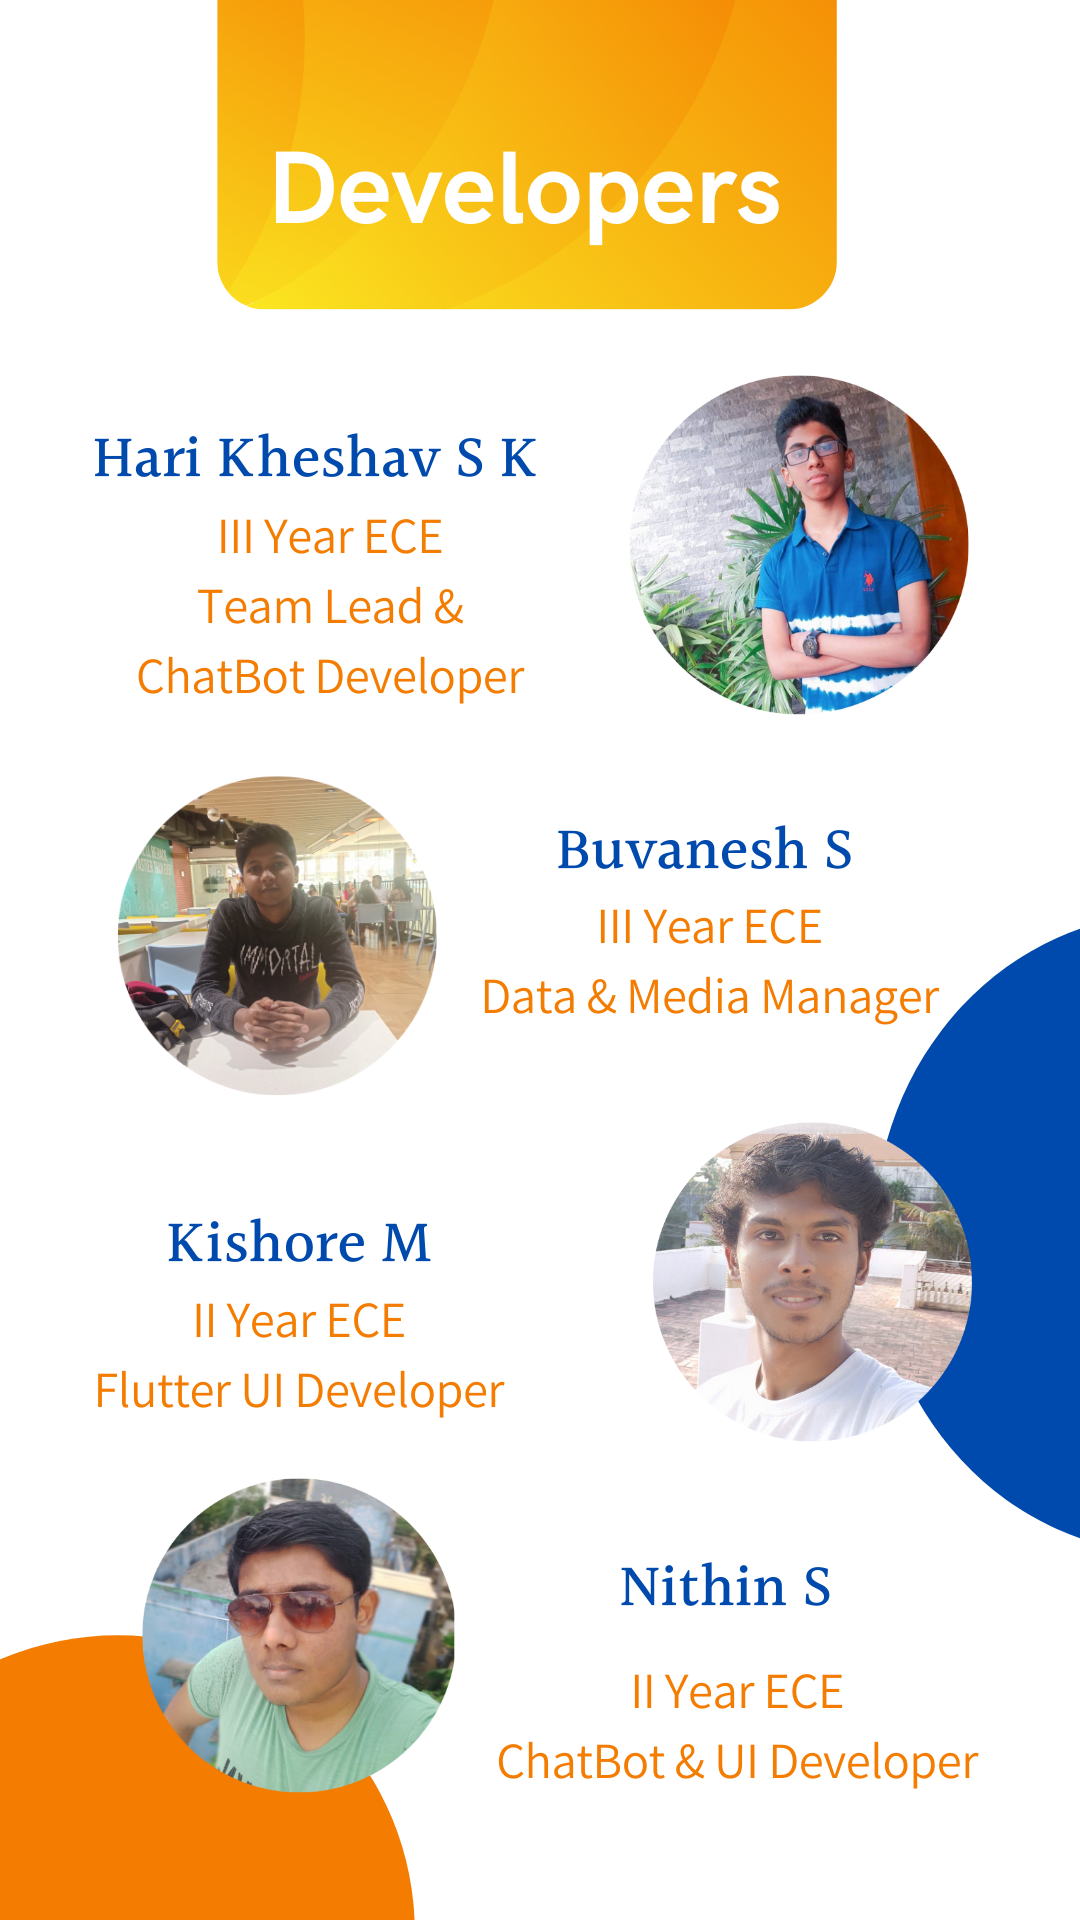 Developers
Hari Kheshav S K
III Year ECE
Team Lead &
ChatBot Developer
IMMORTAL
Buvanesh S
III Year ECE
Data & Media Manager
Kishore M
II Year ECE
Flutter UI Developer
Nithin S
II Year ECE
ChatBot & UI Developer